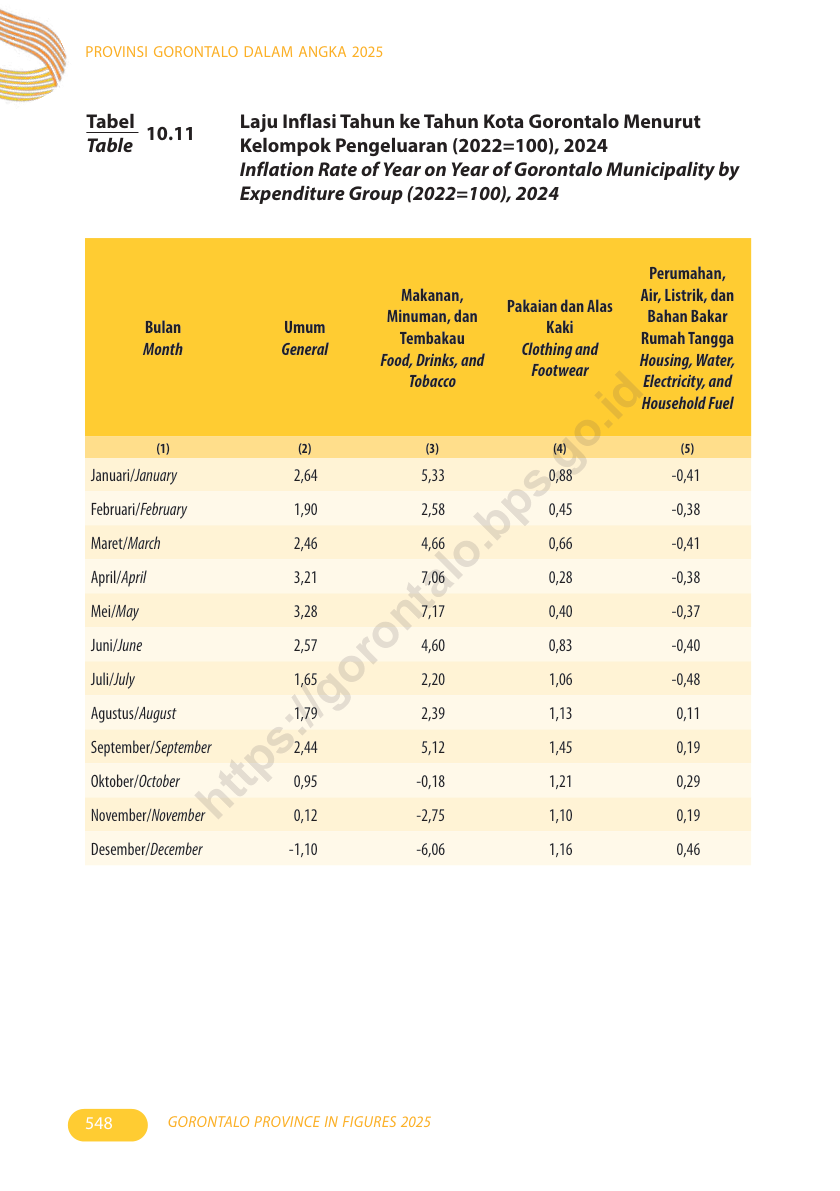 PROVINSI GORONTALO DALAM ANGKA 2025
Tabel
Table
10.11
Laju Inflasi Tahun ke Tahun Kota Gorontalo Menurut
Kelompok Pengeluaran (2022=100), 2024
Inflation Rate of Year on Year of Gorontalo Municipality by
Expenditure Group (2022=100), 2024
Bulan
Month
Umum
General
Makanan,
Minuman, dan
Tembakau
Food, Drinks, and
Tobacco
Pakaian dan Alas
Kaki
Clothing and
Footwear
Perumahan,
Air, Listrik, dan
Bahan Bakar
Rumah Tangga
Housing, Water,
Electricity, and
Household Fuel
(1) (2) (3) (4) (5)
Januari/January 2,64 5,33 0,88 -0,41
Februari/February 1,90 2,58 0,45 -0,38
Maret/March 2,46 4,66 0,66 -0,41
April/April 3,21 7,06 0,28 -0,38
Mei/May 3,28 7,17 0,40 -0,37
Juni/June 2,57 4,60 0,83 -0,40
Juli/July 1,65 2,20 1,06 -0,48
Agustus/August 1,79 2,39 1,13 0,11
September/September 2,44 5,12 1,45 0,19
Oktober/October 0,95 -0,18 1,21 0,29
November/November 0,12 -2,75 1,10 0,19
Desember/December -1,10 -6,06 1,16 0,46
https://gorontalo.bps.go.id
548
GORONTALO PROVINCE IN FIGURES 2025